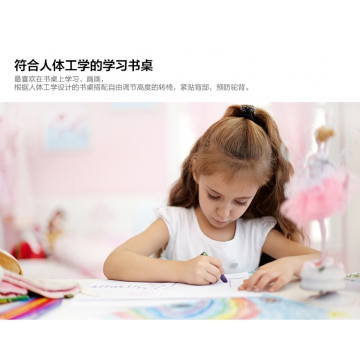 符合人体工学的学习书桌
最喜欢在书桌上学习、画画，
根据人体工学设计的书桌搭配自由调节高度的转椅，紧贴背部，预防驼背。